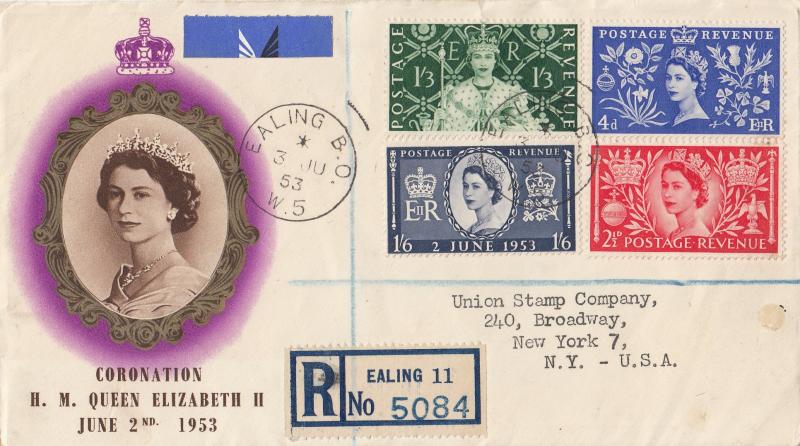 POSTAGE REVENUE
E R
1/3 1/3
POSTAGE REVENUE
4d EIIR
EALING B.O.
*
3 JU
53
W.5
POSTAGE REVENUE
EIIR
1/6 2 JUNE 1953 1/6
2½D POSTAGE·REVENUE
Union Stamp Company,
240, Broadway,
New York 7,
N.Y. - U.S.A.
CORONATION
H. M. QUEEN ELIZABETH II
JUNE 2ND. 1953
R EALING 11
No 5084